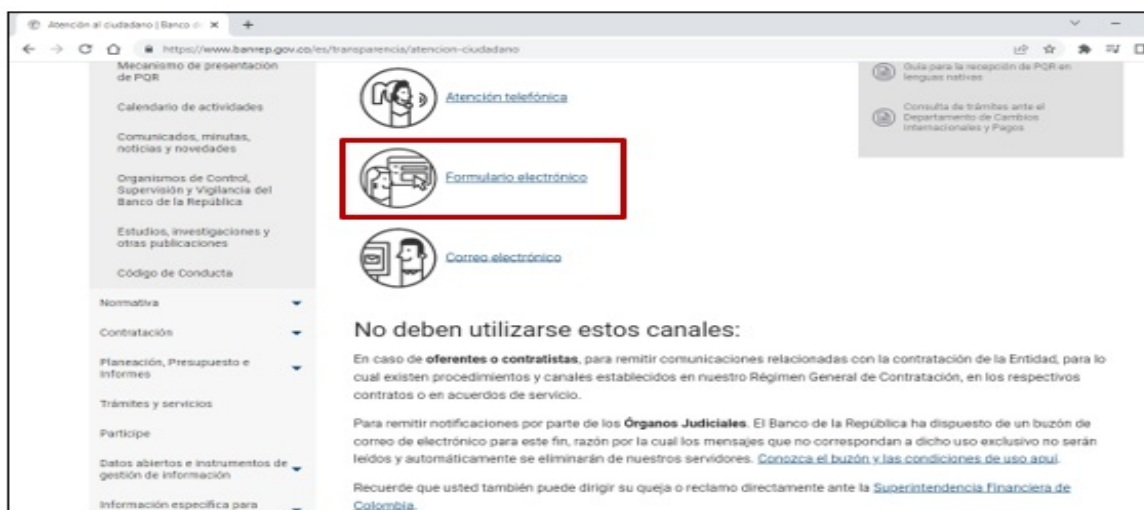 Atención al ciudadano | Banco d
https://www.banrep.gov.co/es/transparencia/atencion-ciudadano
Mecanismo de presentación
de PQR
Calendario de actividades
Comunicados, minutas,
noticias y novedades
Organismos de Control,
Supervisión y Vigilancia del
Banco de la República
Estudios, investigaciones y
otras publicaciones
Código de Conducta
Normativa
Contratación
Planeación, Presupuesto e
Informes
Trámites y servicios
Participe
Datos abiertos e instrumentos de
gestión de información
Información específica para
Atención telefónica
Formulario electrónico
Correo electrónico
No deben utilizarse estos canales:
En caso de oferentes o contratistas, para remitir comunicaciones relacionadas con la contratación de la Entidad, para lo
cual existen procedimientos y canales establecidos en nuestro Régimen General de Contratación, en los respectivos
contratos o en acuerdos de servicio.
Para remitir notificaciones por parte de los Órganos Judiciales. El Banco de la República ha dispuesto de un buzón de
correo de electrónico para este fin, razón por la cual los mensajes que no correspondan a dicho uso exclusivo no serán
leídos y automáticamente se eliminarán de nuestros servidores. Conozca el buzón y las condiciones de uso aquí.
Recuerde que usted también puede dirigir su queja o reclamo directamente ante la Superintendencia Financiera de
Colombia.
Guía para la recepción de PQR en
lenguas nativas
Consulta de trámites ante el
Departamento de Cambios
Internacionales y Pagos